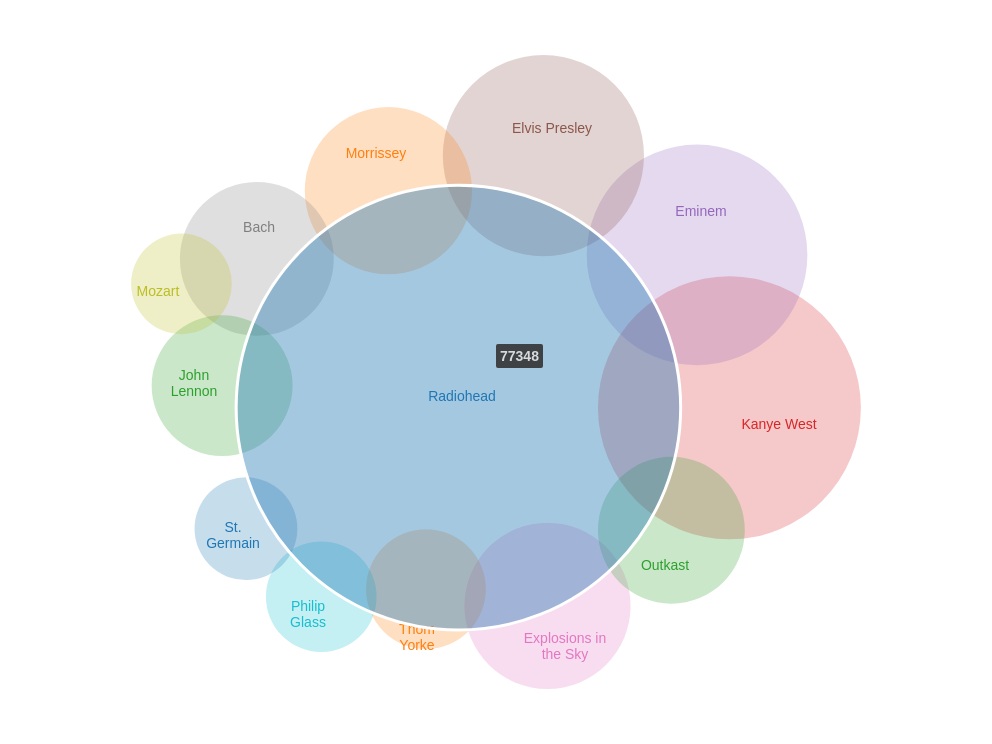 Elvis Presley
Morrissey
Eminem
Bach
Mozart
77348
John
Lennon
Radiohead
Kanye West
St.
Germain
Outkast
Philip
Glass
Thom
Yorke
Explosions in
the Sky